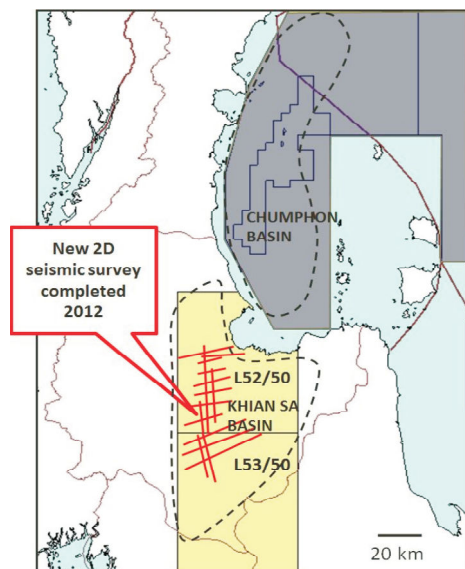 CHUMPHON
BASIN
New 2D
seismic survey
completed
2012
L52/50
KHIAN SA
BASIN
L53/50
20 km